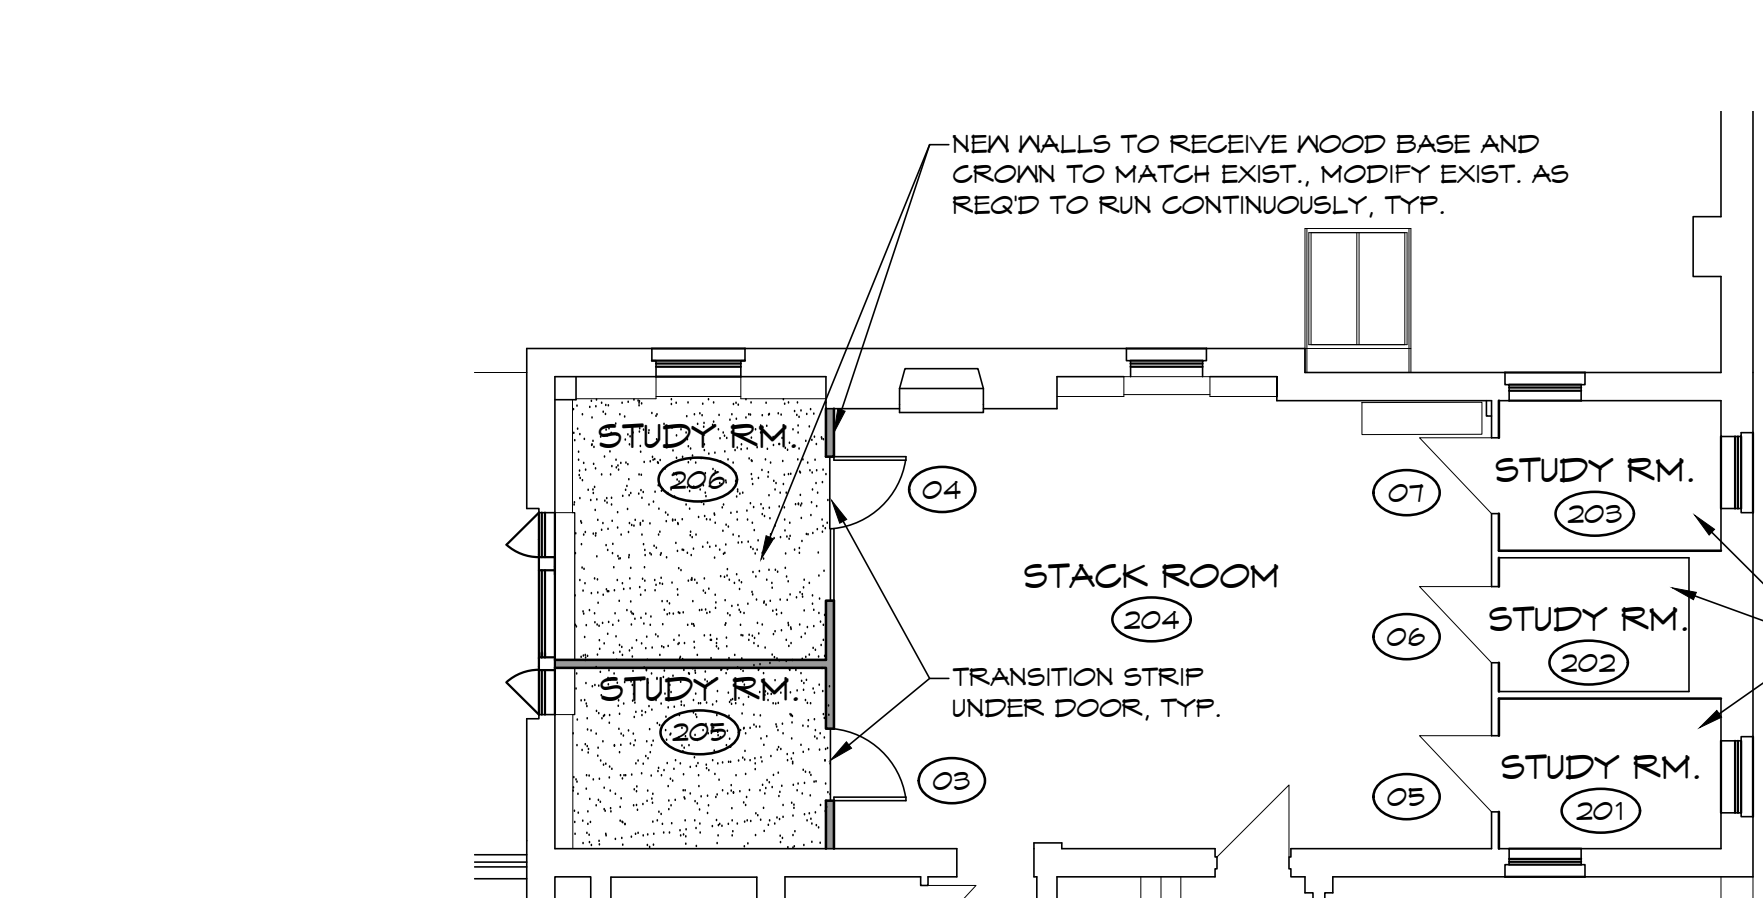 NEW WALLS TO RECEIVE WOOD BASE AND
CROWN TO MATCH EXIST., MODIFY EXIST. AS
REQ'D TO RUN CONTINUOUSLY, TYP.
STUDY RM.
206
04
07
STUDY RM.
203
STACK ROOM
204
06
STUDY RM.
202
TRANSITION STRIP
UNDER DOOR, TYP.
STUDY RM.
205
03
05
STUDY RM.
201